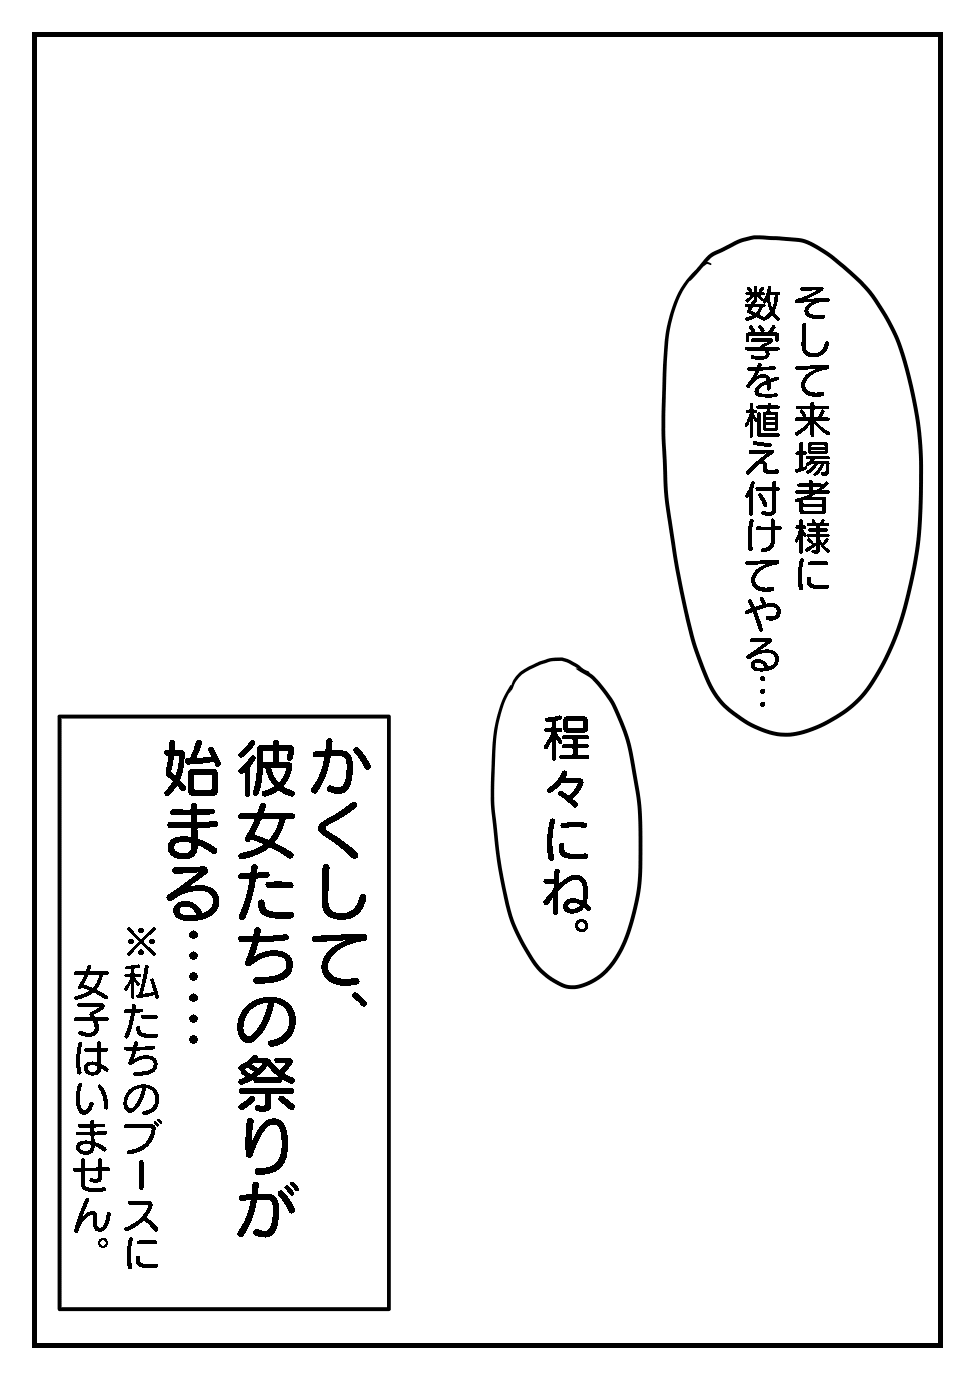 そして来場者様に
数学を植え付けてやる…
程々にね。
かくして、
彼女たちの祭りが
始まる……
※私たちのブースに
女子はいません。